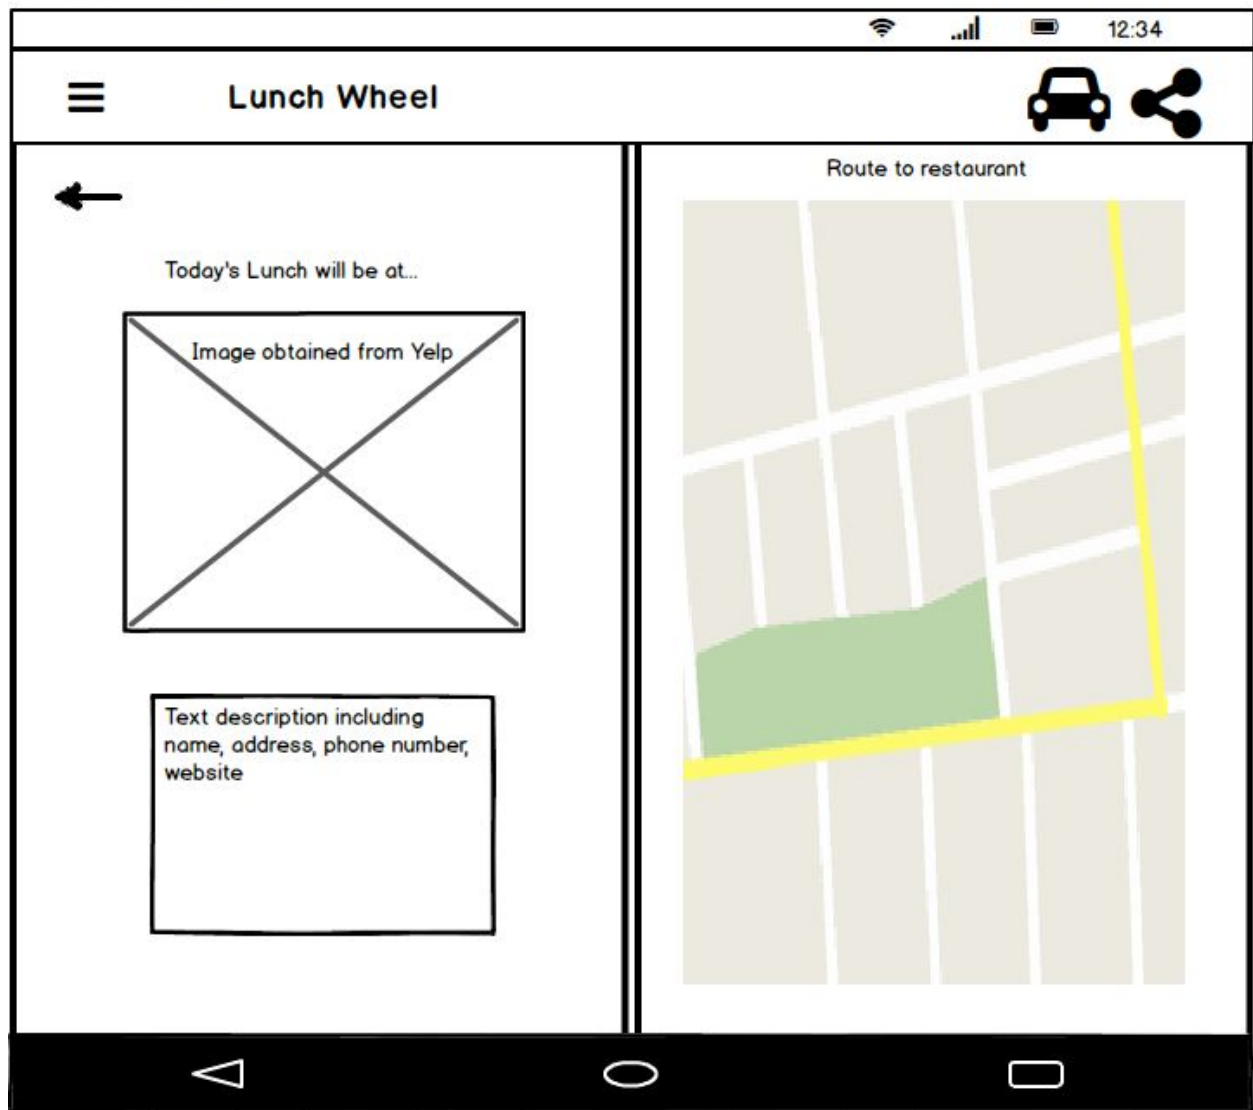 12:34
Lunch Wheel
Today's Lunch will be at...
Image obtained from Yelp
Text description including
name, address, phone number,
website
Route to restaurant